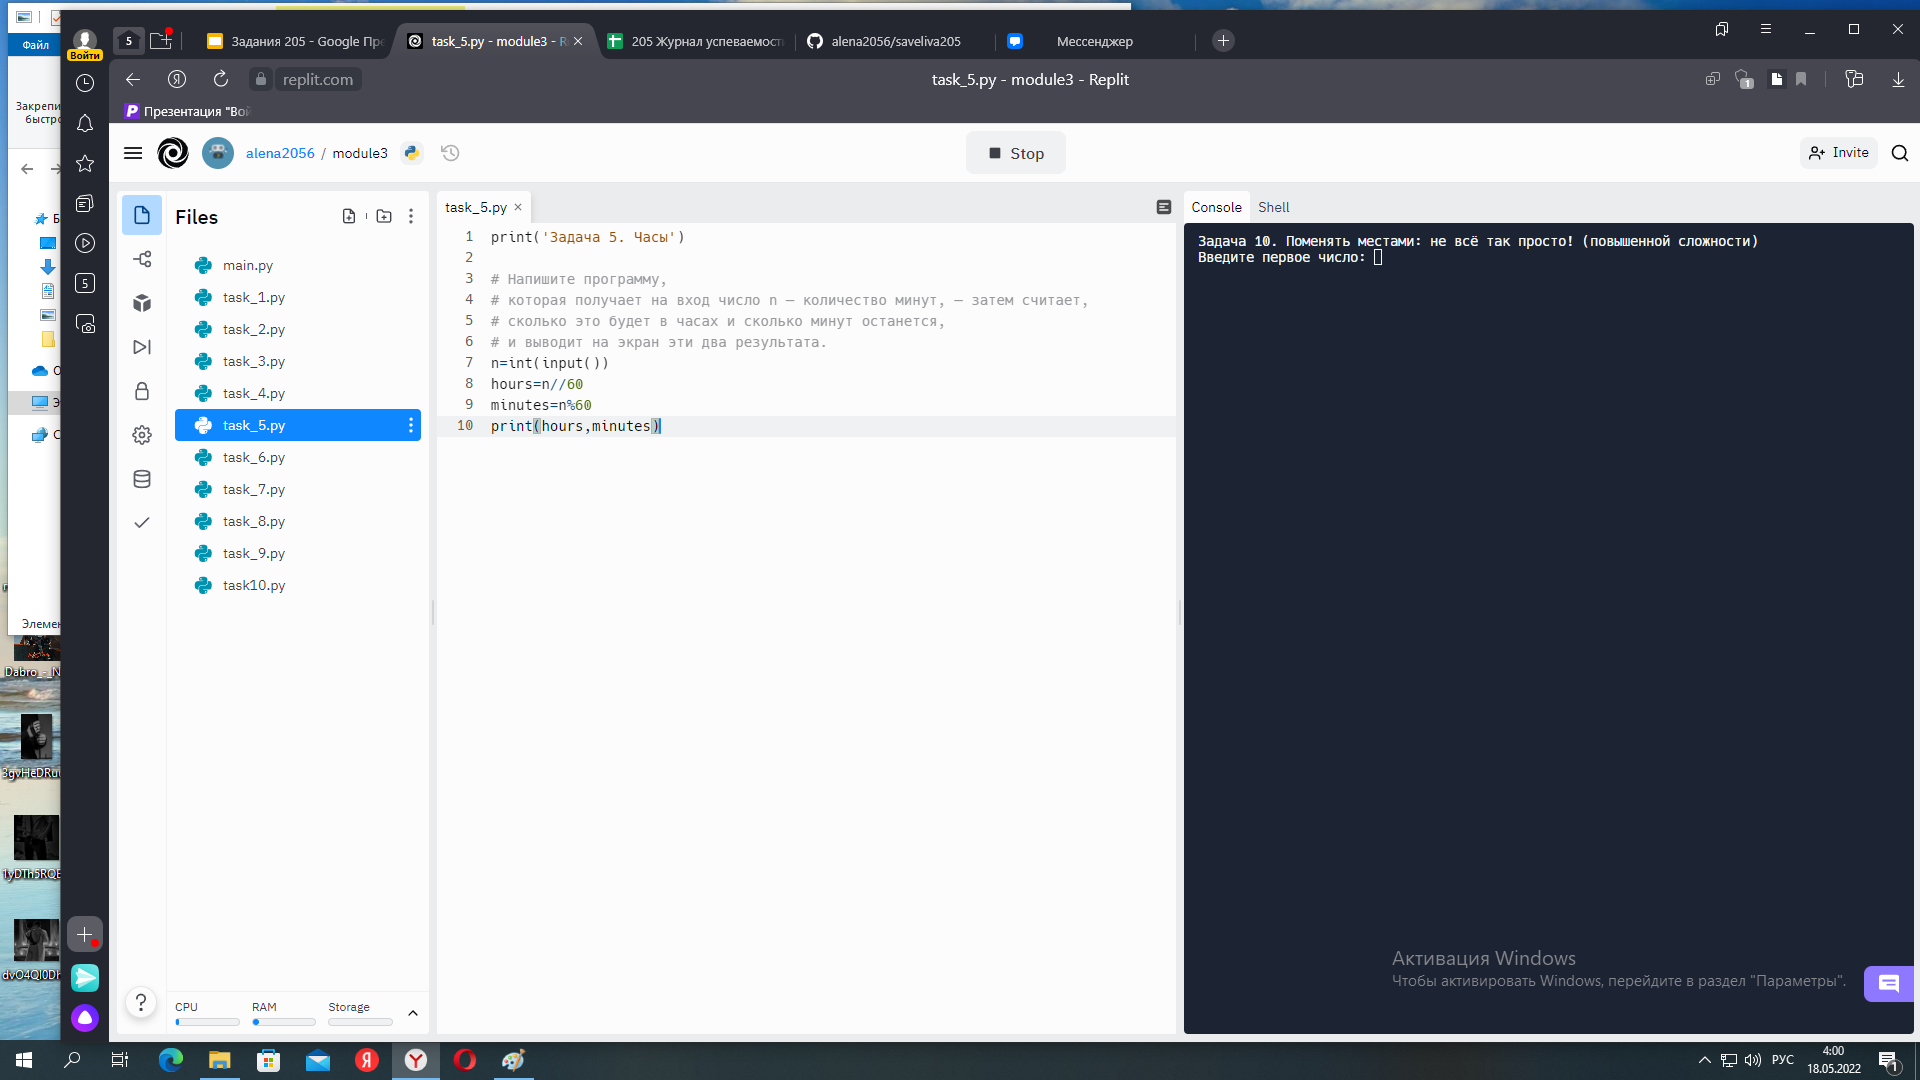 Войти
5
Задания 205 - Google Пре
task_5.py - module3 - R
205 Журнал успеваемост
alena2056/saveliva205
Мессенджер
Файл
replit.com
task_5.py - module3 - Replit
1
Закрепи
быстро
Презентация "Вой
alena2056 / module3
Stop
Invite
Files
task_5.py
Console
Shell
main.py
task_1.py
task_2.py
task_3.py
task_4.py
task_5.py
task_6.py
task_7.py
task_8.py
task_9.py
task10.py
5
1 print('Задача 5. Часы')
2
3 # Напишите программу,
4 # которая получает на вход число n — количество минут, — затем считает,
5 # сколько это будет в часах и сколько минут останется,
6 # и выводит на экран эти два результата.
7 n=int(input())
8 hours=n//60
9 minutes=n%60
10 print(hours,minutes)
Задача 10. Поменять местами: не всё так просто! (повышенной сложности)
Введите первое число:
Элемен
Dabro_-_N
3gvHeDRu
1yDTh5RQE
dvO4QI0Dh
Активация Windows
Чтобы активировать Windows, перейдите в раздел "Параметры".
?
CPU
RAM
Storage
РУС
4:00
18.05.2022
1